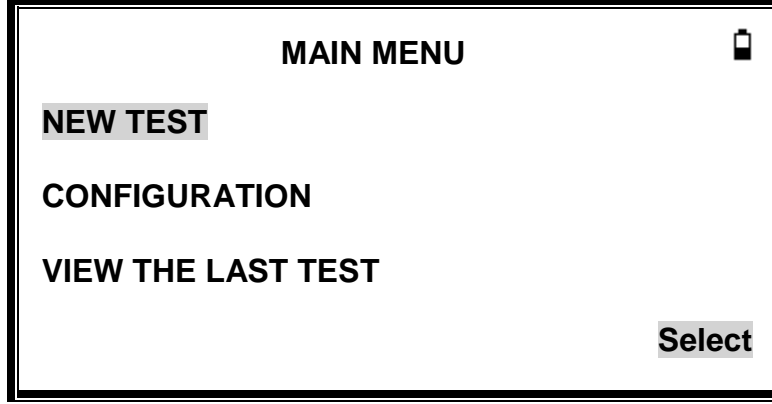 MAIN MENU
NEW TEST
CONFIGURATION
VIEW THE LAST TEST
Select